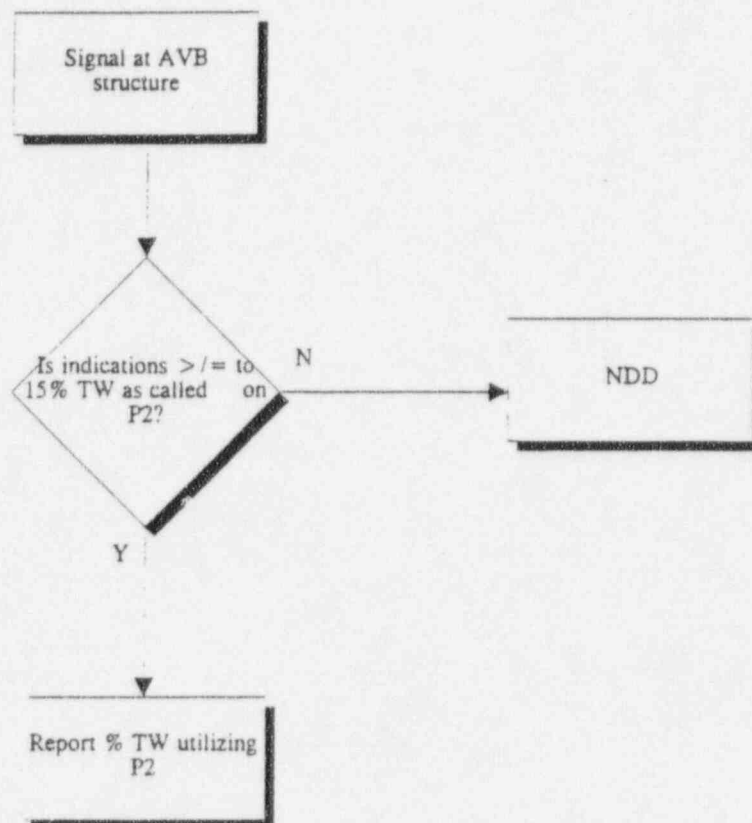 Signal at AVB
structure
Is indications >/= to
15% TW as called on
P2?
N
NDD
Y
Report % TW utilizing
P2